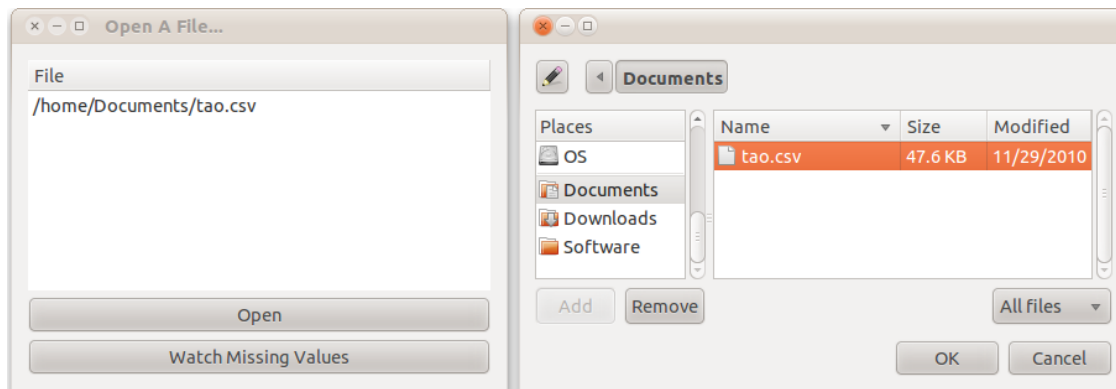 Open A File...
File
/home/Documents/tao.csv
Open
Watch Missing Values
Documents
Places
OS
Documents
Downloads
Software
Name Size Modified
tao.csv 47.6 KB 11/29/2010
Add Remove
All files
OK Cancel